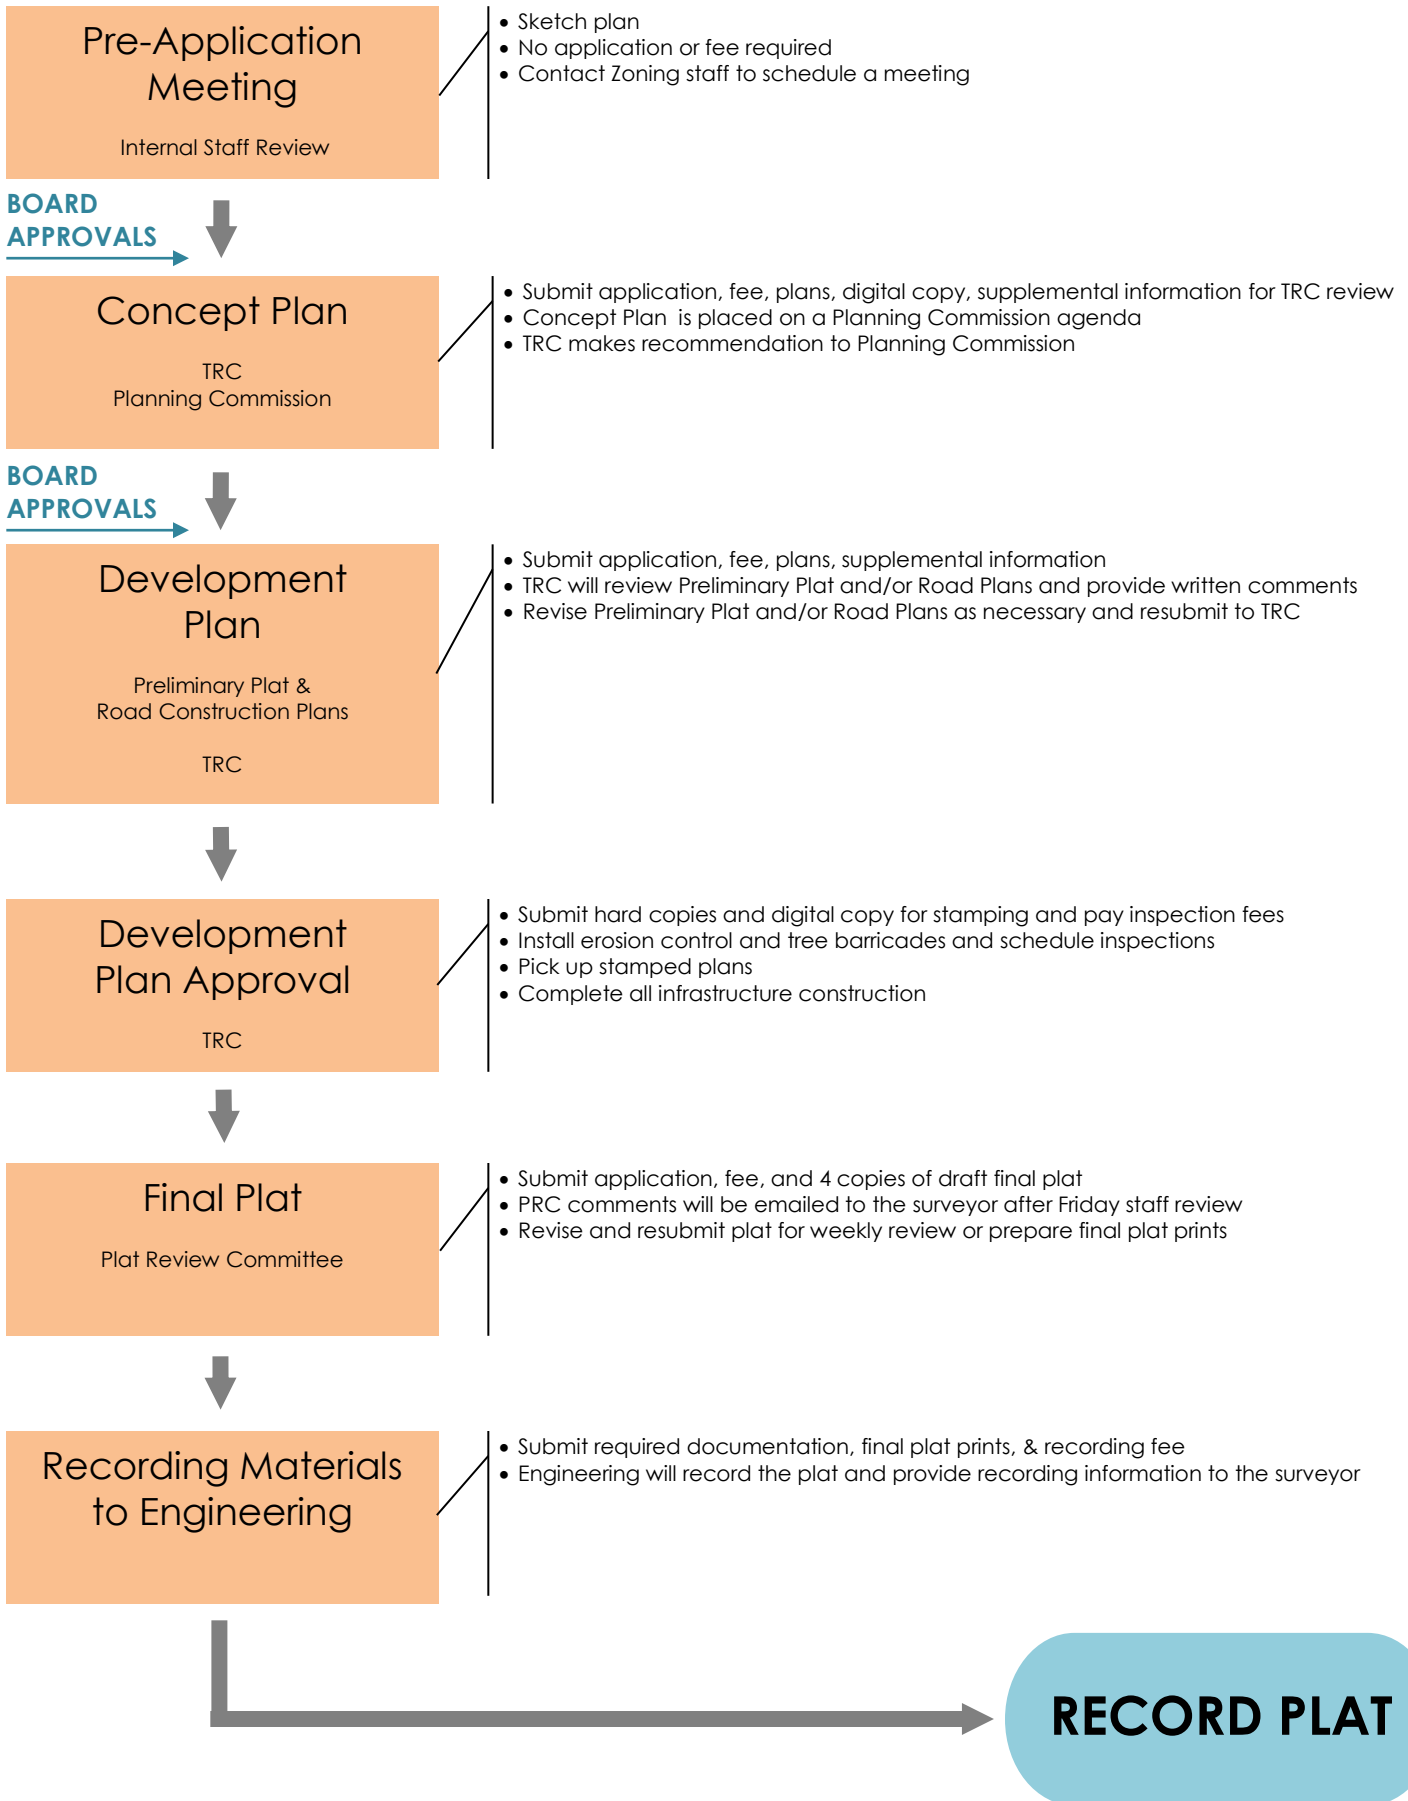 Pre-Application
Meeting
Internal Staff Review
• Sketch plan
• No application or fee required
• Contact Zoning staff to schedule a meeting
BOARD
APPROVALS
Concept Plan
TRC
Planning Commission
• Submit application, fee, plans, digital copy, supplemental information for TRC review
• Concept Plan is placed on a Planning Commission agenda
• TRC makes recommendation to Planning Commission
BOARD
APPROVALS
Development
Plan
Preliminary Plat &
Road Construction Plans
TRC
• Submit application, fee, plans, supplemental information
• TRC will review Preliminary Plat and/or Road Plans and provide written comments
• Revise Preliminary Plat and/or Road Plans as necessary and resubmit to TRC
Development
Plan Approval
TRC
• Submit hard copies and digital copy for stamping and pay inspection fees
• Install erosion control and tree barricades and schedule inspections
• Pick up stamped plans
• Complete all infrastructure construction
Final Plat
Plat Review Committee
• Submit application, fee, and 4 copies of draft final plat
• PRC comments will be emailed to the surveyor after Friday staff review
• Revise and resubmit plat for weekly review or prepare final plat prints
Recording Materials
to Engineering
• Submit required documentation, final plat prints, & recording fee
• Engineering will record the plat and provide recording information to the surveyor
RECORD PLAT